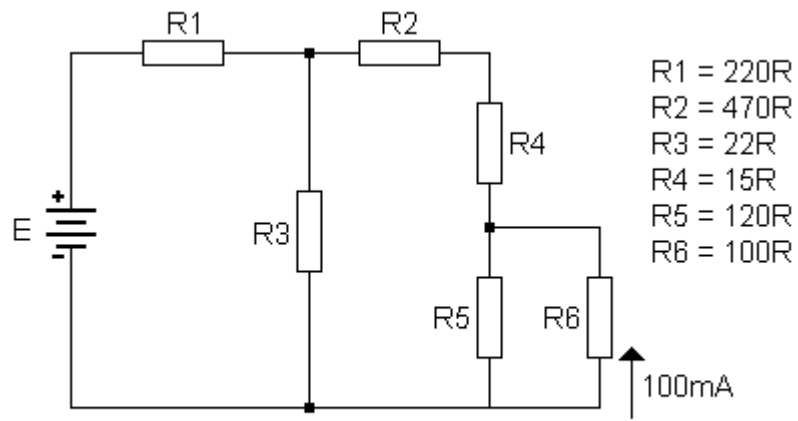 R1
R2
R1 = 220R
R2 = 470R
R3 = 22R
R4 = 15R
R5 = 120R
R6 = 100R
R4
+
E
-
R3
R5
R6
100mA